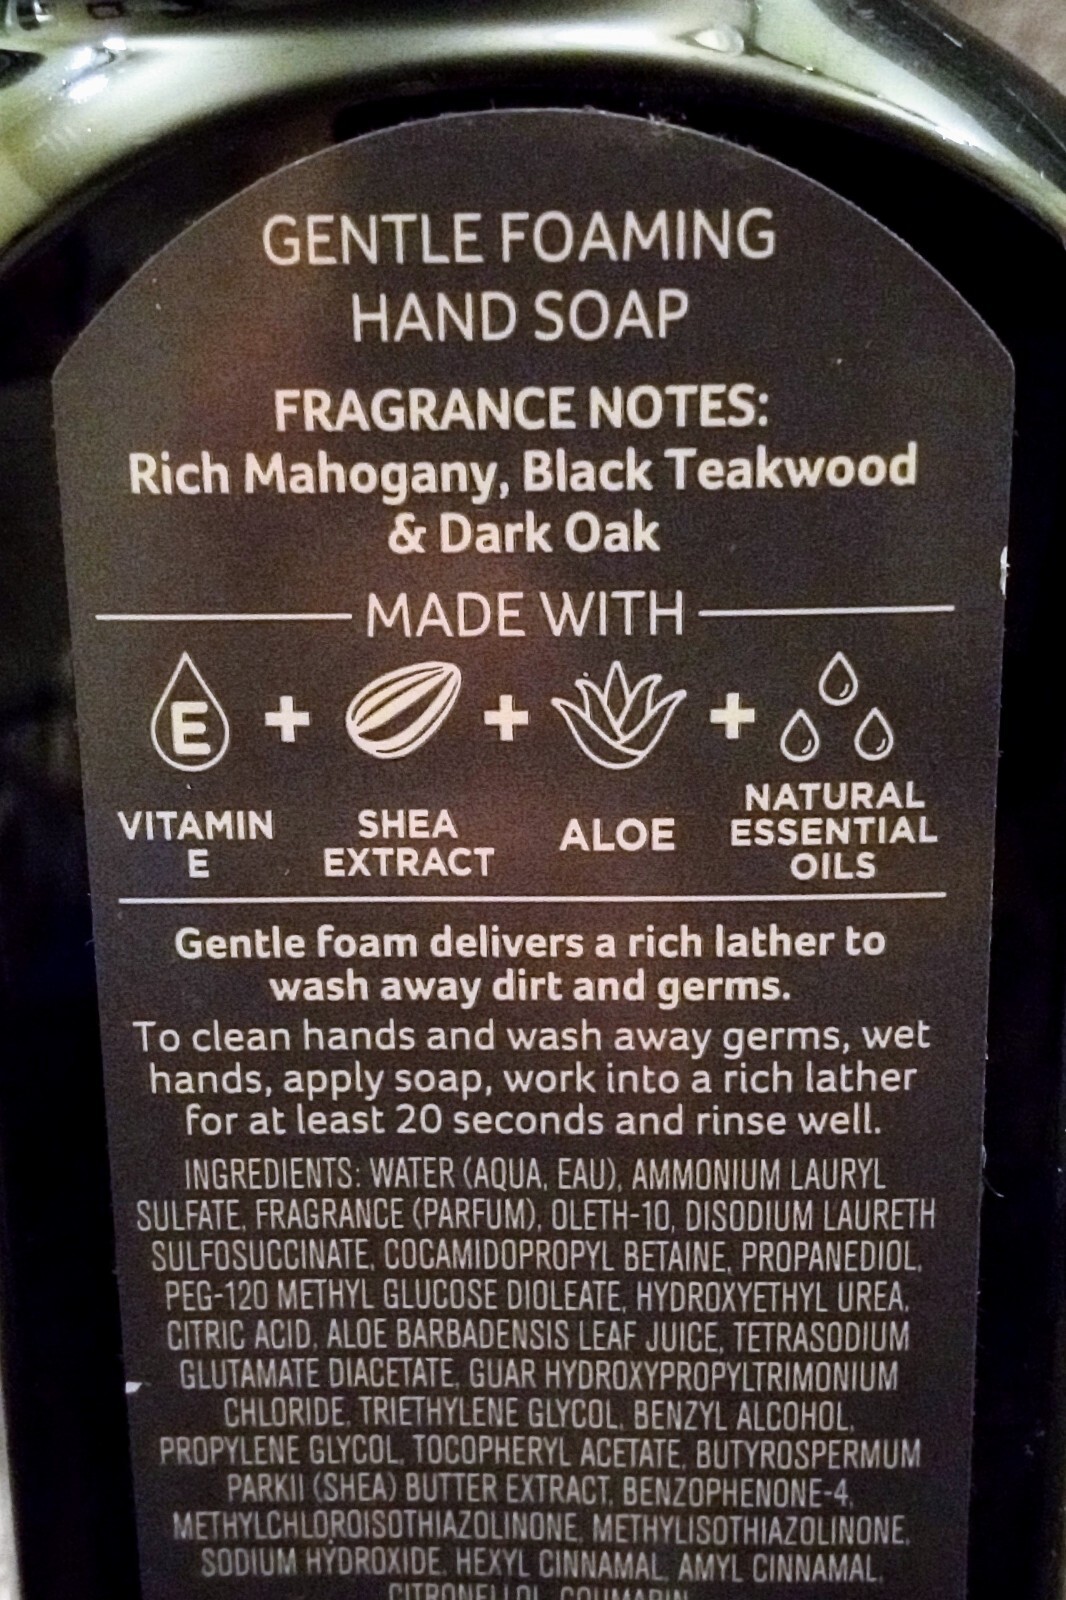 GENTLE FOAMING
HAND SOAP
FRAGRANCE NOTES:
Rich Mahogany, Black Teakwood
& Dark Oak
MADE WITH
E + + +
VITAMIN
E
SHEA
EXTRACT
ALOE
NATURAL
ESSENTIAL
OILS
Gentle foam delivers a rich lather to
wash away dirt and germs.
To clean hands and wash away germs, wet
hands, apply soap, work into a rich lather
for at least 20 seconds and rinse well.
INGREDIENTS: WATER (AQUA, EAU), AMMONIUM LAURYL
SULFATE, FRAGRANCE (PARFUM), OLETH-10, DISODIUM LAURETH
SULFOSUCCINATE, COCAMIDOPROPYL BETAINE, PROPANEDIOL,
PEG-120 METHYL GLUCOSE DIOLEATE, HYDROXYETHYL UREA,
CITRIC ACID, ALOE BARBADENSIS LEAF JUICE, TETRASODIUM
GLUTAMATE DIACETATE, GUAR HYDROXYPROPYLTRIMONIUM
CHLORIDE, TRIETHYLENE GLYCOL, BENZYL ALCOHOL,
PROPYLENE GLYCOL, TOCOPHERYL ACETATE, BUTYROSPERMUM
PARKII (SHEA) BUTTER EXTRACT, BENZOPHENONE-4,
METHYLCHLOROISOTHIAZOLINONE, METHYLISOTHIAZOLINONE,
SODIUM HYDROXIDE, HEXYL CINNAMAL, AMYL CINNAMAL,
CITRONELLOL, COUMARIN